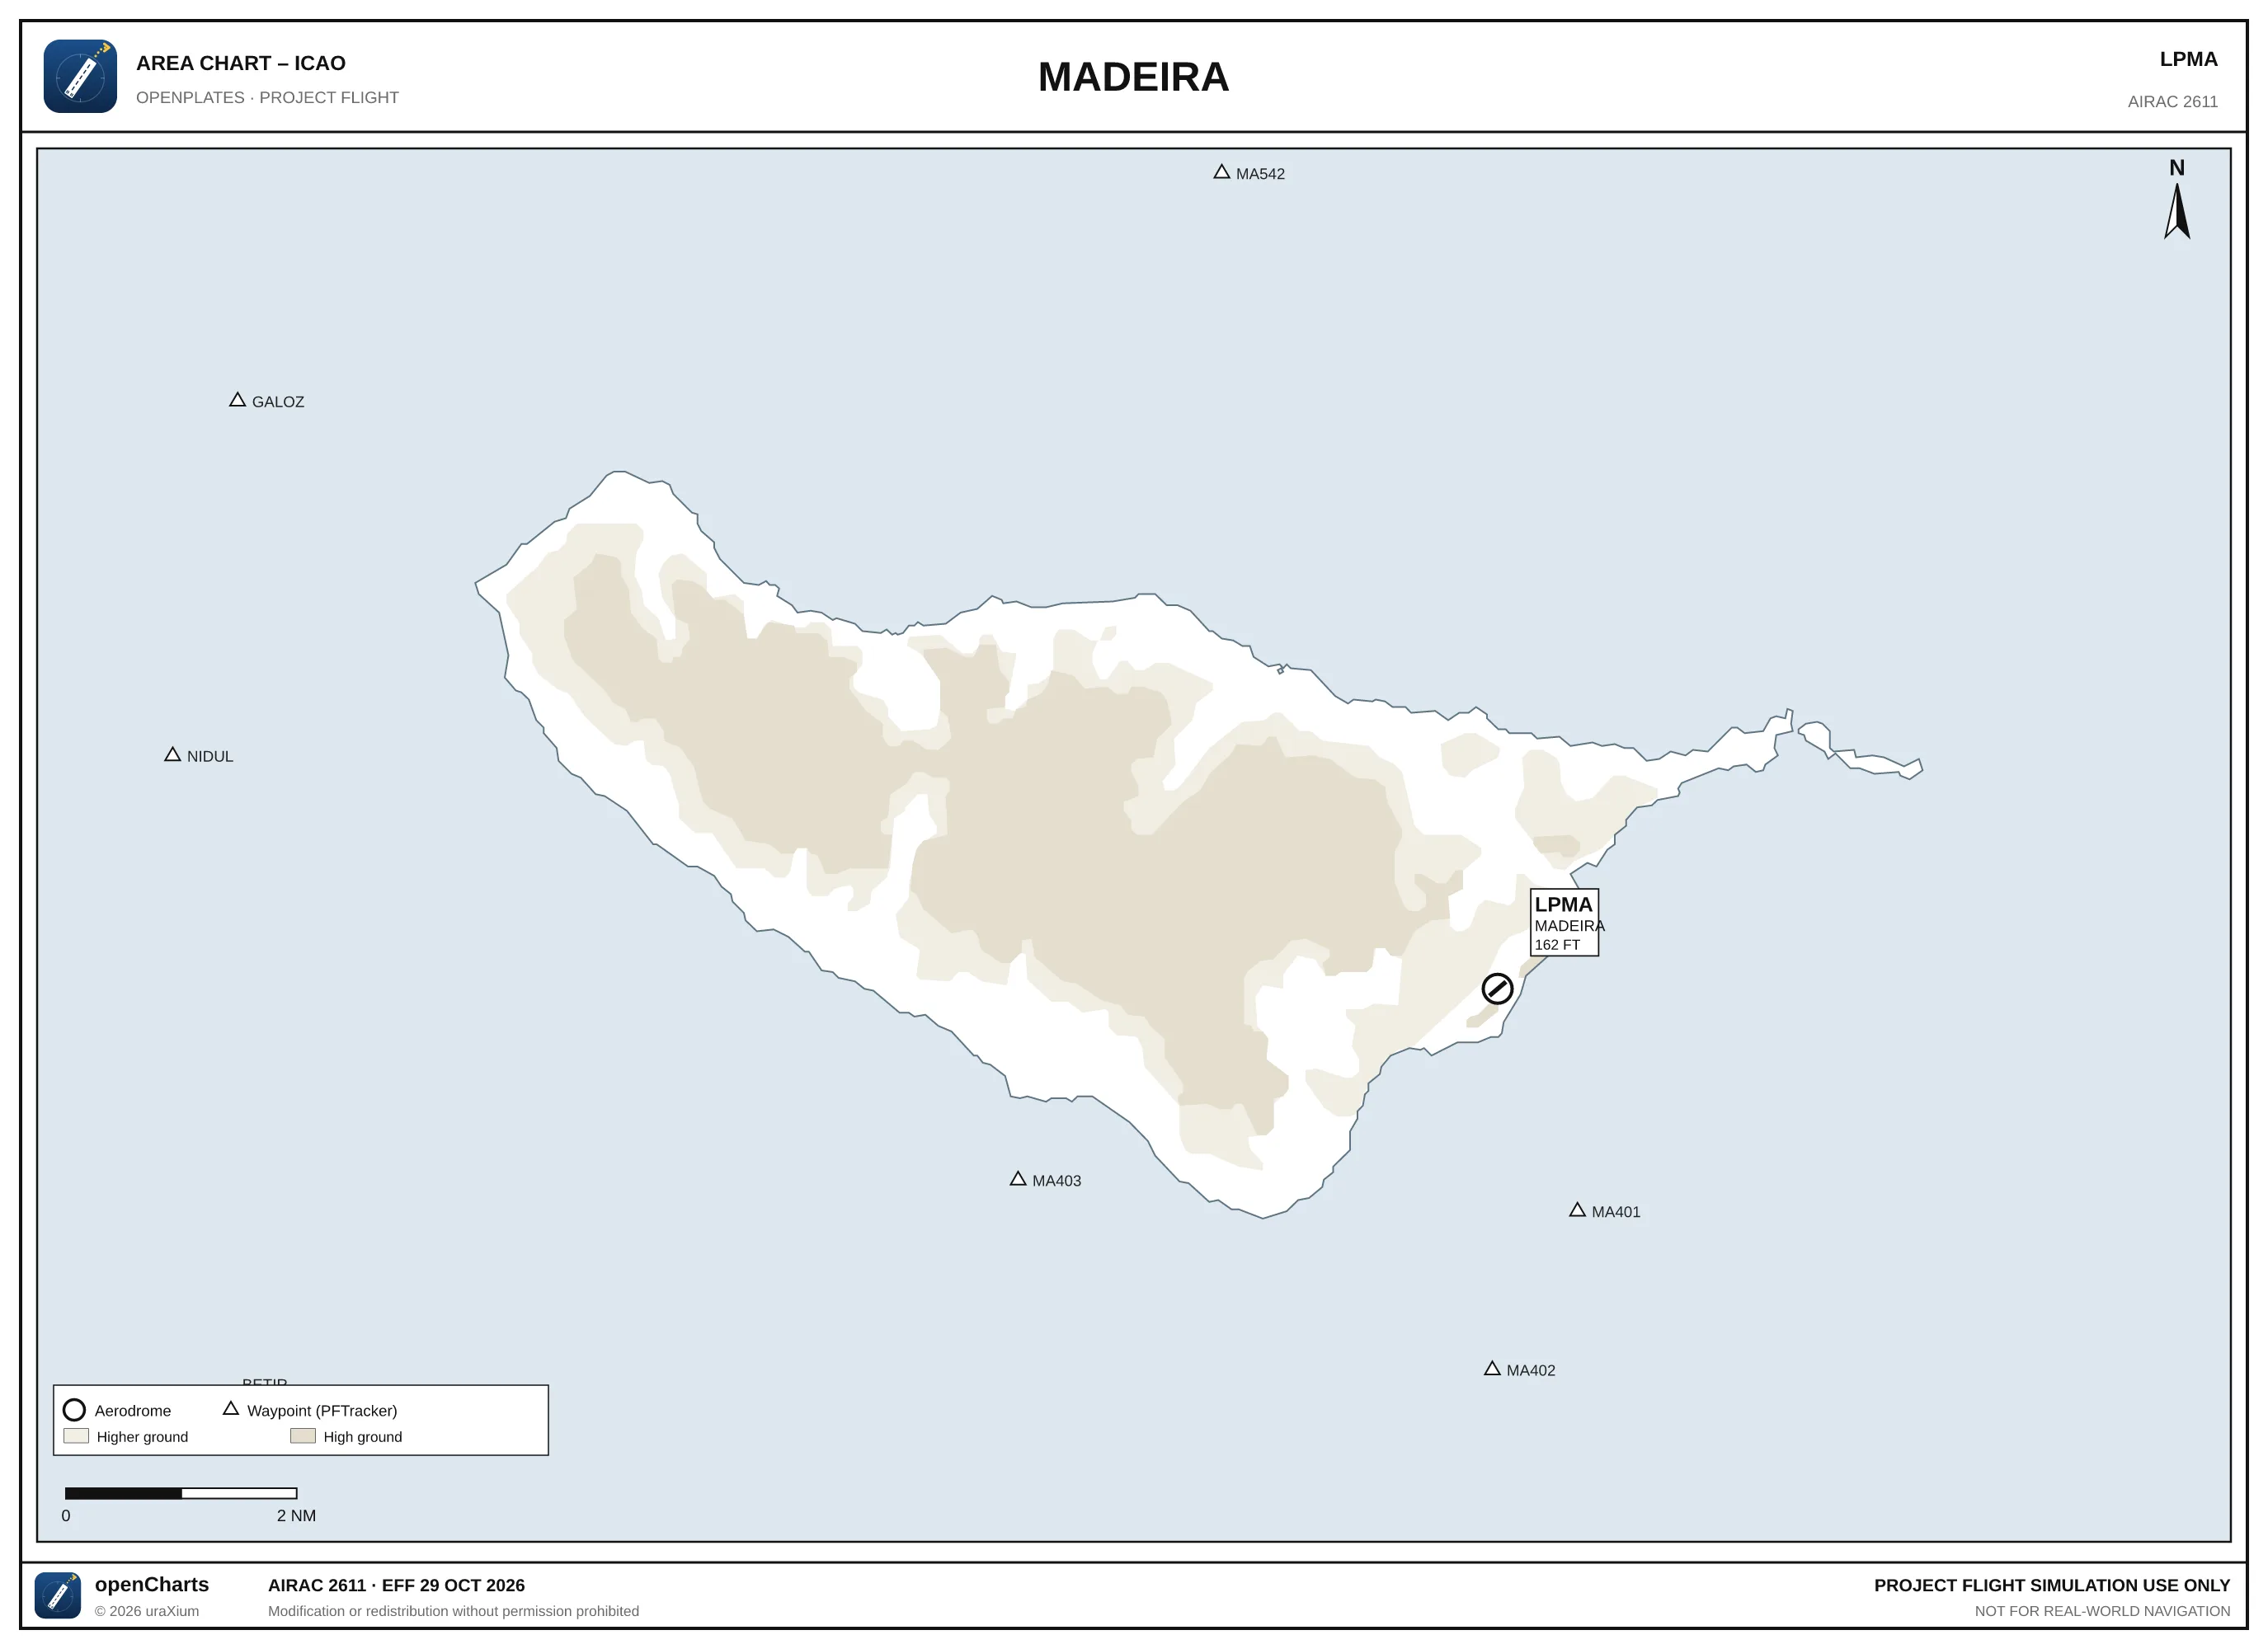 AREA CHART – ICAO
OPENPLATES · PROJECT FLIGHT
MADEIRA
LPMA
AIRAC 2611
N
MA542
GALOZ
NIDUL
LPMA
MADEIRA
162 FT
MA403
MA401
MA402
BETIR
Aerodrome
Waypoint (PFTracker)
Higher ground
High ground
0
2 NM
openCharts
© 2026 uraXium
AIRAC 2611 · EFF 29 OCT 2026
Modification or redistribution without permission prohibited
PROJECT FLIGHT SIMULATION USE ONLY
NOT FOR REAL-WORLD NAVIGATION